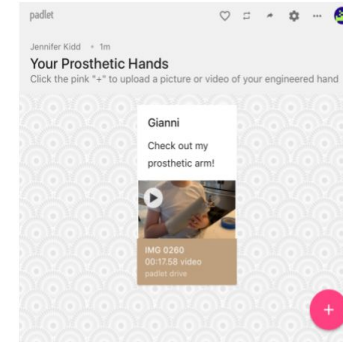 padlet
Jennifer Kidd • 1m
Your Prosthetic Hands
Click the pink "+" to upload a picture or video of your engineered hand
Gianni
Check out my
prosthetic arm!
IMG 0260
00:17.58 video
padlet drive
+